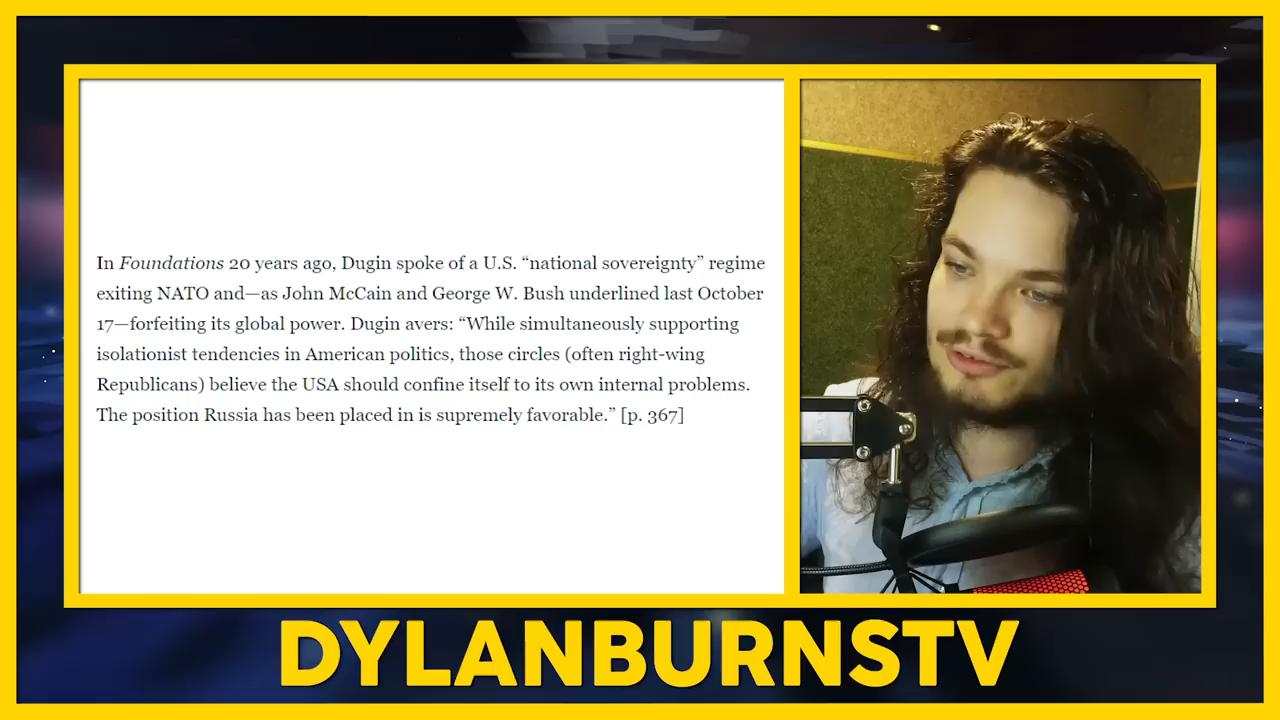 In Foundations 20 years ago, Dugin spoke of a U.S. “national sovereignty” regime
exiting NATO and—as John McCain and George W. Bush underlined last October
17—forfeiting its global power. Dugin avers: “While simultaneously supporting
isolationist tendencies in American politics, those circles (often right-wing
Republicans) believe the USA should confine itself to its own internal problems.
The position Russia has been placed in is supremely favorable.” [p. 367]
DYLANBURNSTV